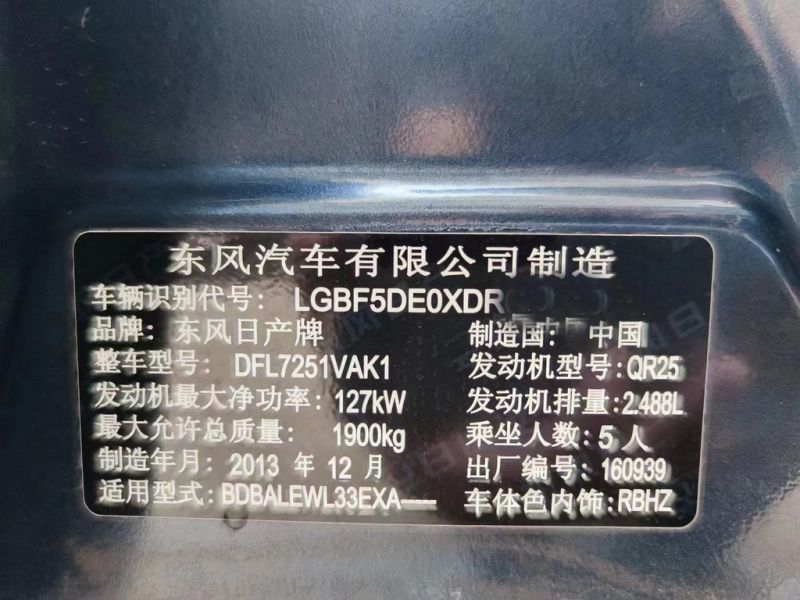 东风汽车有限公司制造
车辆识别代号: LGBF5DE0XDR
品牌: 东风日产牌 制造国: 中国
整车型号: DFL7251VAK1 发动机型号: QR25
发动机最大净功率: 127kW 发动机排量: 2.488L
最大允许总质量: 1900kg 乘坐人数: 5 人
制造年月: 2013 年 12 月 出厂编号: 160939
适用型式: BDBALEWL33EXA---- 车体色内饰: RBHZ